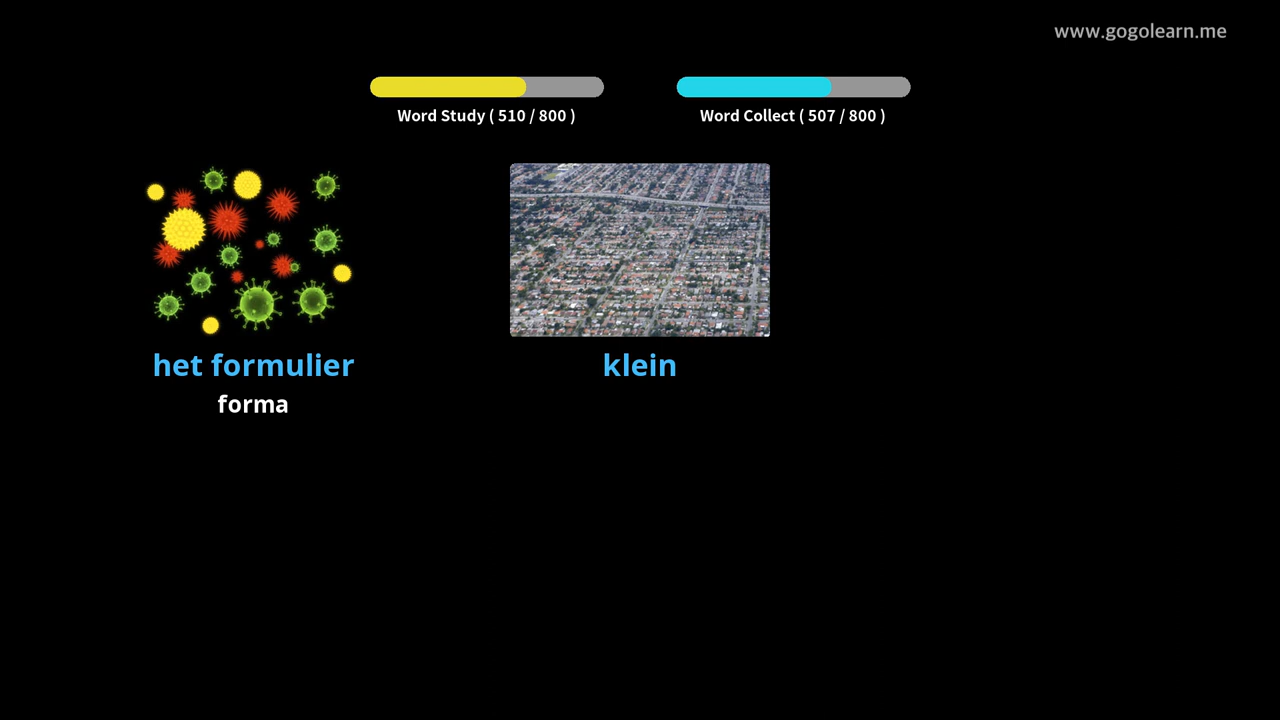 www.gogolearn.me
Word Study ( 510 / 800 )
Word Collect ( 507 / 800 )
het formulier
klein
forma